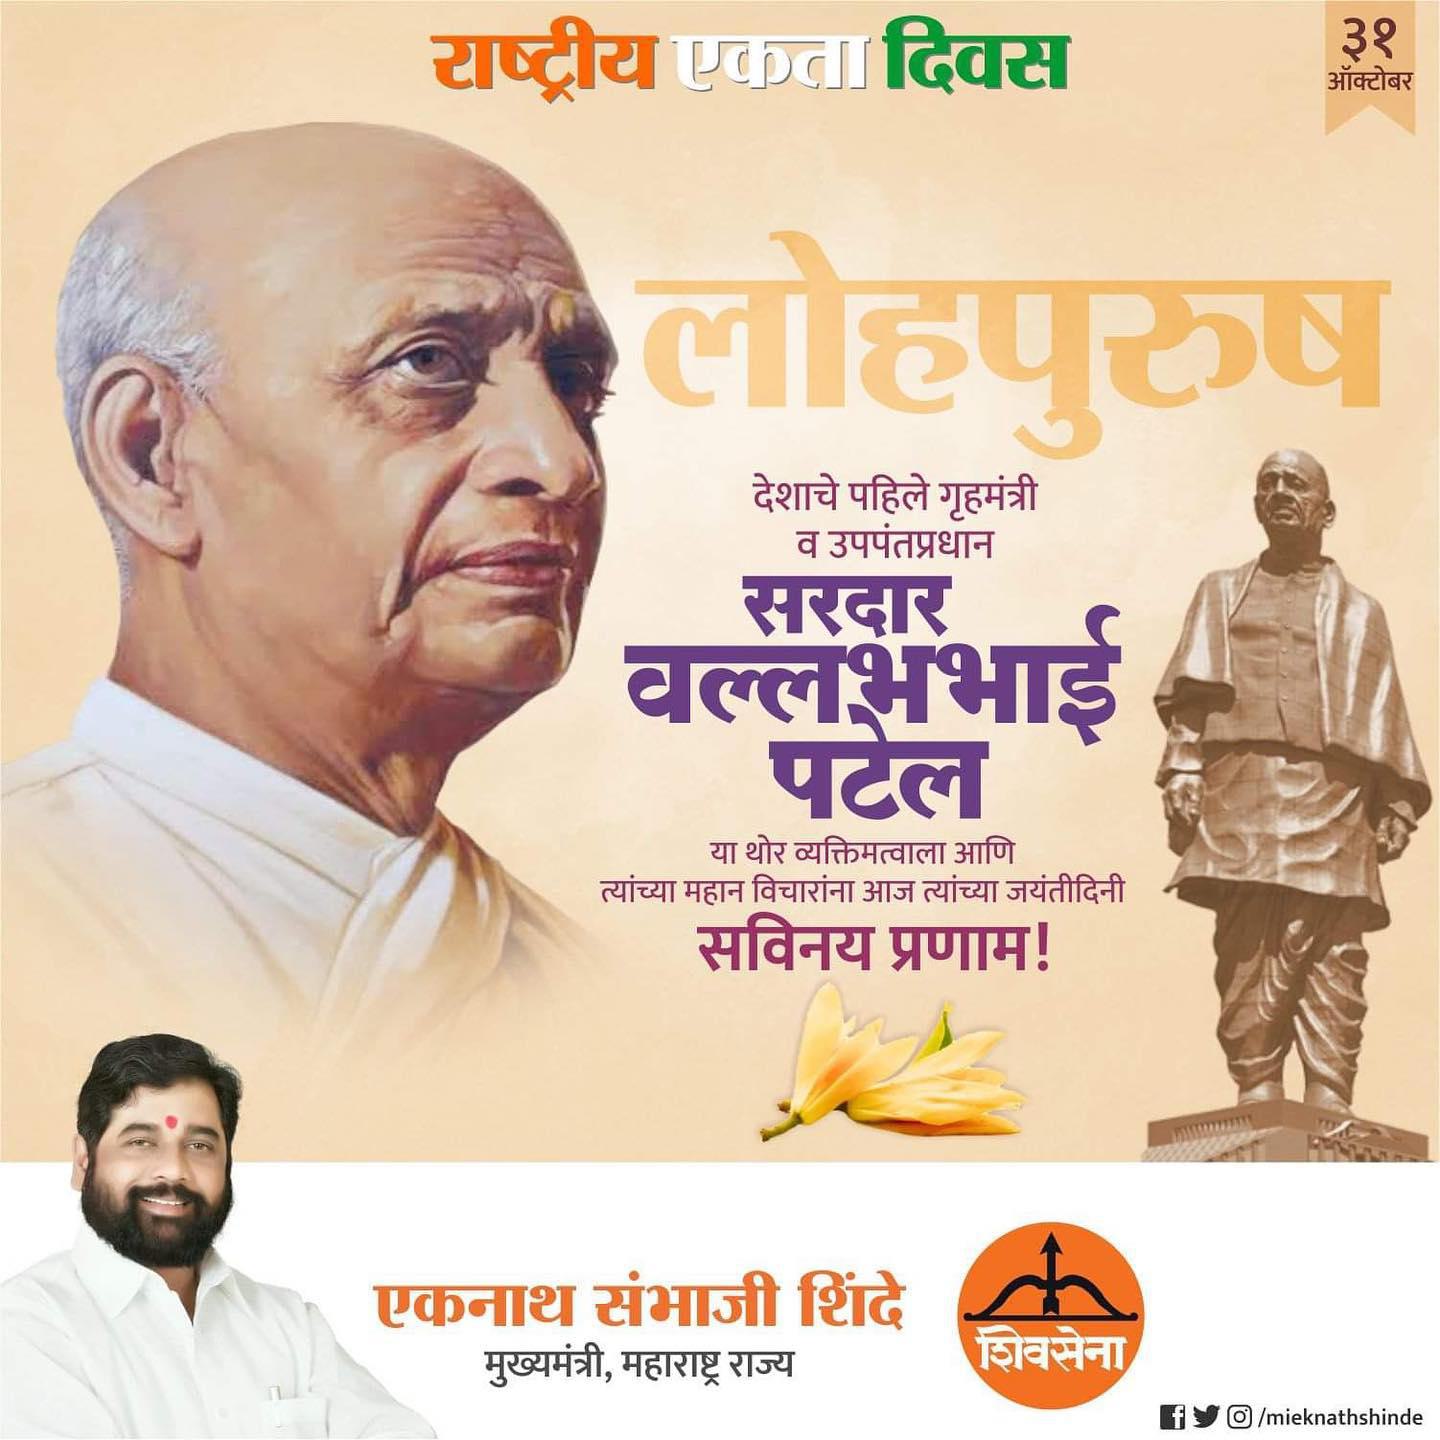 राष्ट्रीय एकता दिवस
३१
ऑक्टोबर
लोहपुरुष
देशाचे पहिले गृहमंत्री
व उपपंतप्रधान
सरदार
वल्लभभाई
पटेल
या थोर व्यक्तिमत्वाला आणि
त्यांच्या महान विचारांना आज त्यांच्या जयंतीदिनी
सविनय प्रणाम!
एकनाथ संभाजी शिंदे
मुख्यमंत्री, महाराष्ट्र राज्य
शिवसेना
/mieknathshinde